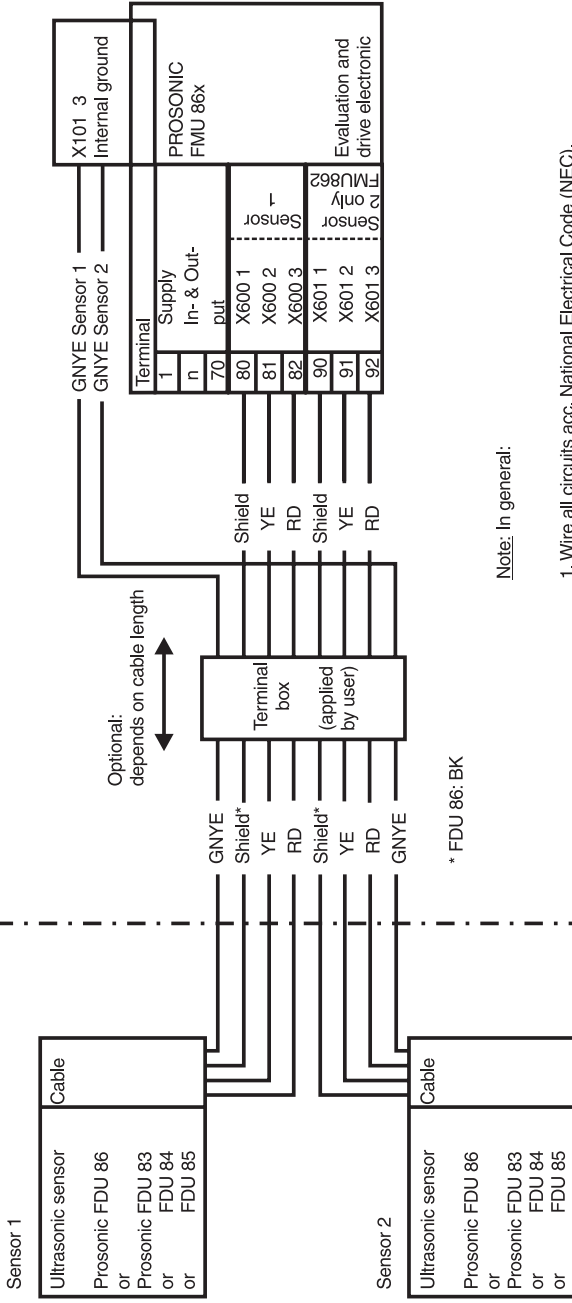 X101 3
Internal ground
PROSONIC
FMU 86x
Evaluation and
drive electronic
GNYE Sensor 1
GNYE Sensor 2
Terminal
1
Supply
n
In- & Out-
70
put
80
X600 1
81
X600 2
82
X600 3
Sensor
1
90
X601 1
91
X601 2
92
X601 3
Sensor
2 only
FMU862
Shield
YE
RD
Shield
YE
RD
Optional:
depends on cable length
Terminal
box
(applied
by user)
GNYE
Shield*
YE
RD
Shield*
YE
RD
GNYE
* FDU 86: BK
Note: In general:
1. Wire all circuits acc. National Electrical Code (NEC).
Sensor 1
Ultrasonic sensor
Cable
Prosonic FDU 86
or
Prosonic FDU 83
or FDU 84
or FDU 85
Sensor 2
Ultrasonic sensor
Cable
Prosonic FDU 86
or
Prosonic FDU 83
or FDU 84
or FDU 85